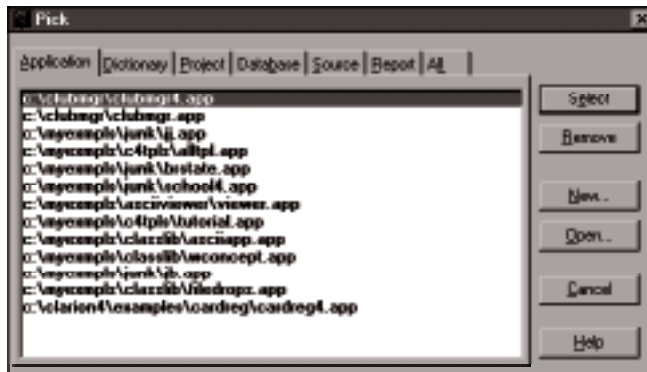 Pick
Application Dictionary Project Database Source Report All
c:\clubmgr\clubmgr4.app
c:\clubmgr\clubmgr.app
c:\myexmpls\junk\jj.app
c:\myexmpls\c4tpls\alltpl.app
c:\myexmpls\junk\brstate.app
c:\myexmpls\junk\school4.app
c:\myexmpls\asciiviewer\viewer.app
c:\myexmpls\c4tpls\tutorial.app
c:\myexmpls\classlib\asciiapp.app
c:\myexmpls\classlib\wconcept.app
c:\myexmpls\junk\jb.app
c:\myexmpls\classlib\filedrops.app
c:\clarion4\examples\cardreg\cardreg4.app
Select
Remove
New...
Open...
Cancel
Help